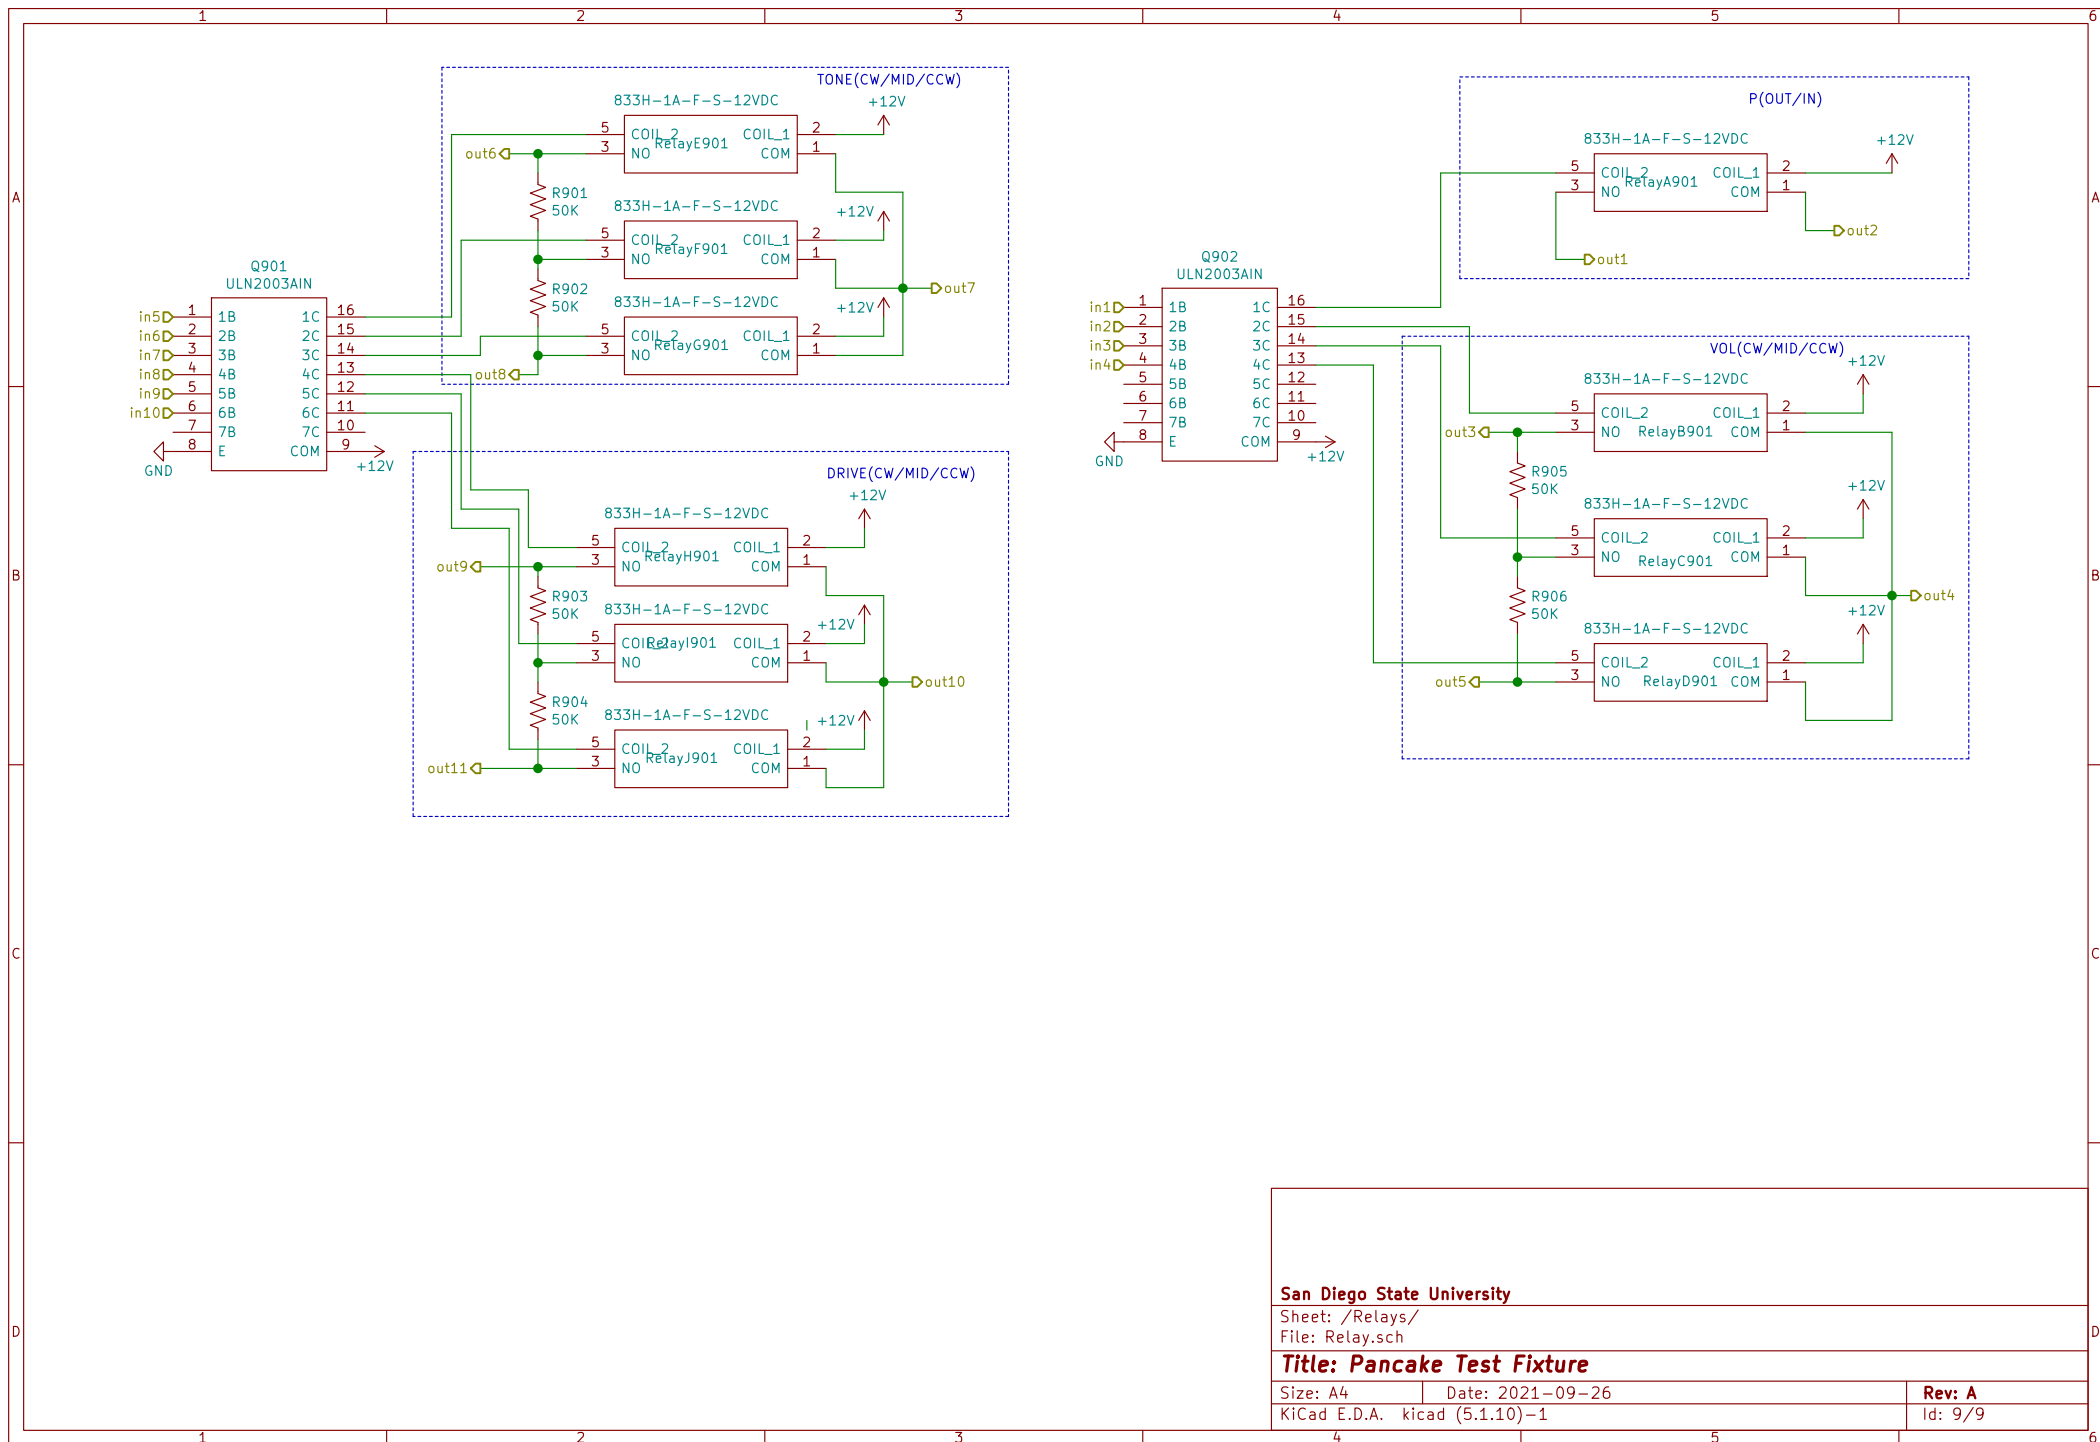 1 2 3 4 5 6
A
B
C
D
TONE(CW/MID/CCW)
833H-1A-F-S-12VDC
+12V
5 COIL_2 COIL_1 2
RelayE901
out6 3 NO COM 1
R901
50K
833H-1A-F-S-12VDC
+12V
5 COIL_2 COIL_1 2
RelayF901
3 NO COM 1
R902
50K
out7
833H-1A-F-S-12VDC
+12V
5 COIL_2 COIL_1 2
RelayG901
3 NO COM 1
out8
Q901
ULN2003AIN
in5 1 1B 1C 16
in6 2 2B 2C 15
in7 3 3B 3C 14
in8 4 4B 4C 13
in9 5 5B 5C 12
in10 6 6B 6C 11
7 7B 7C 10
8 E COM 9
GND
+12V
DRIVE(CW/MID/CCW)
+12V
833H-1A-F-S-12VDC
5 COIL_2 COIL_1 2
RelayH901
out9 3 NO COM 1
R903
50K
833H-1A-F-S-12VDC
+12V
5 COIL_2 COIL_1 2
RelayI901
3 NO COM 1
out10
R904
50K
833H-1A-F-S-12VDC
+12V
5 COIL_2 COIL_1 2
RelayJ901
out11 3 NO COM 1
P(OUT/IN)
833H-1A-F-S-12VDC
+12V
5 COIL_2 COIL_1 2
RelayA901
3 NO COM 1
out2
out1
Q902
ULN2003AIN
in1 1 1B 1C 16
in2 2 2B 2C 15
in3 3 3B 3C 14
in4 4 4B 4C 13
5 5B 5C 12
6 6B 6C 11
7 7B 7C 10
8 E COM 9
GND
+12V
VOL(CW/MID/CCW)
+12V
833H-1A-F-S-12VDC
5 COIL_2 COIL_1 2
out3 3 NO RelayB901 COM 1
R905
50K
+12V
833H-1A-F-S-12VDC
5 COIL_2 COIL_1 2
3 NO RelayC901 COM 1
R906
50K
out4
+12V
833H-1A-F-S-12VDC
5 COIL_2 COIL_1 2
out5 3 NO RelayD901 COM 1
San Diego State University
Sheet: /Relays/
File: Relay.sch
Title: Pancake Test Fixture
Size: A4 Date: 2021-09-26 Rev: A
KiCad E.D.A. kicad (5.1.10)-1 Id: 9/9
A
B
C
D
1 2 3 4 5 6